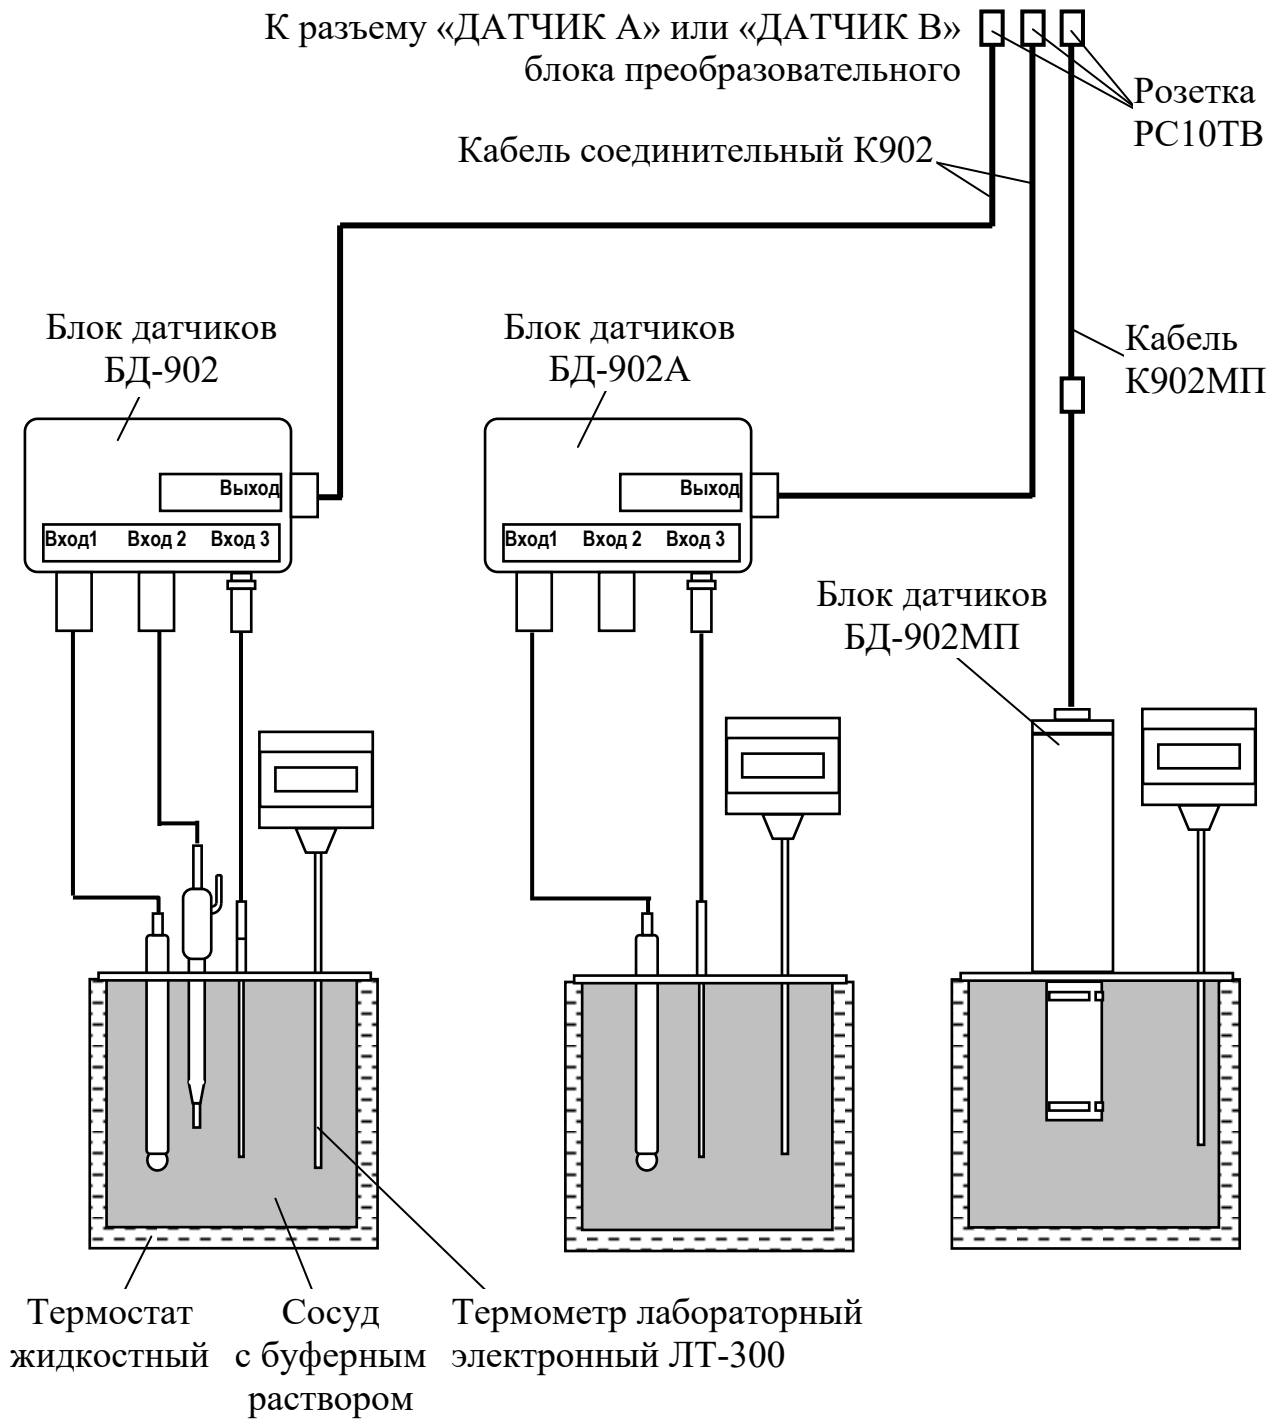 К разъему «ДАТЧИК А» или «ДАТЧИК В»
блока преобразовательного
Розетка
РС10ТВ
Кабель соединительный К902
Блок датчиков
БД-902
Блок датчиков
БД-902А
Кабель
К902МП
Выход
Вход1 Вход 2 Вход 3
Выход
Вход1 Вход 2 Вход 3
Блок датчиков
БД-902МП
Термостат
жидкостный
Сосуд
с буферным
раствором
Термометр лабораторный
электронный ЛТ-300